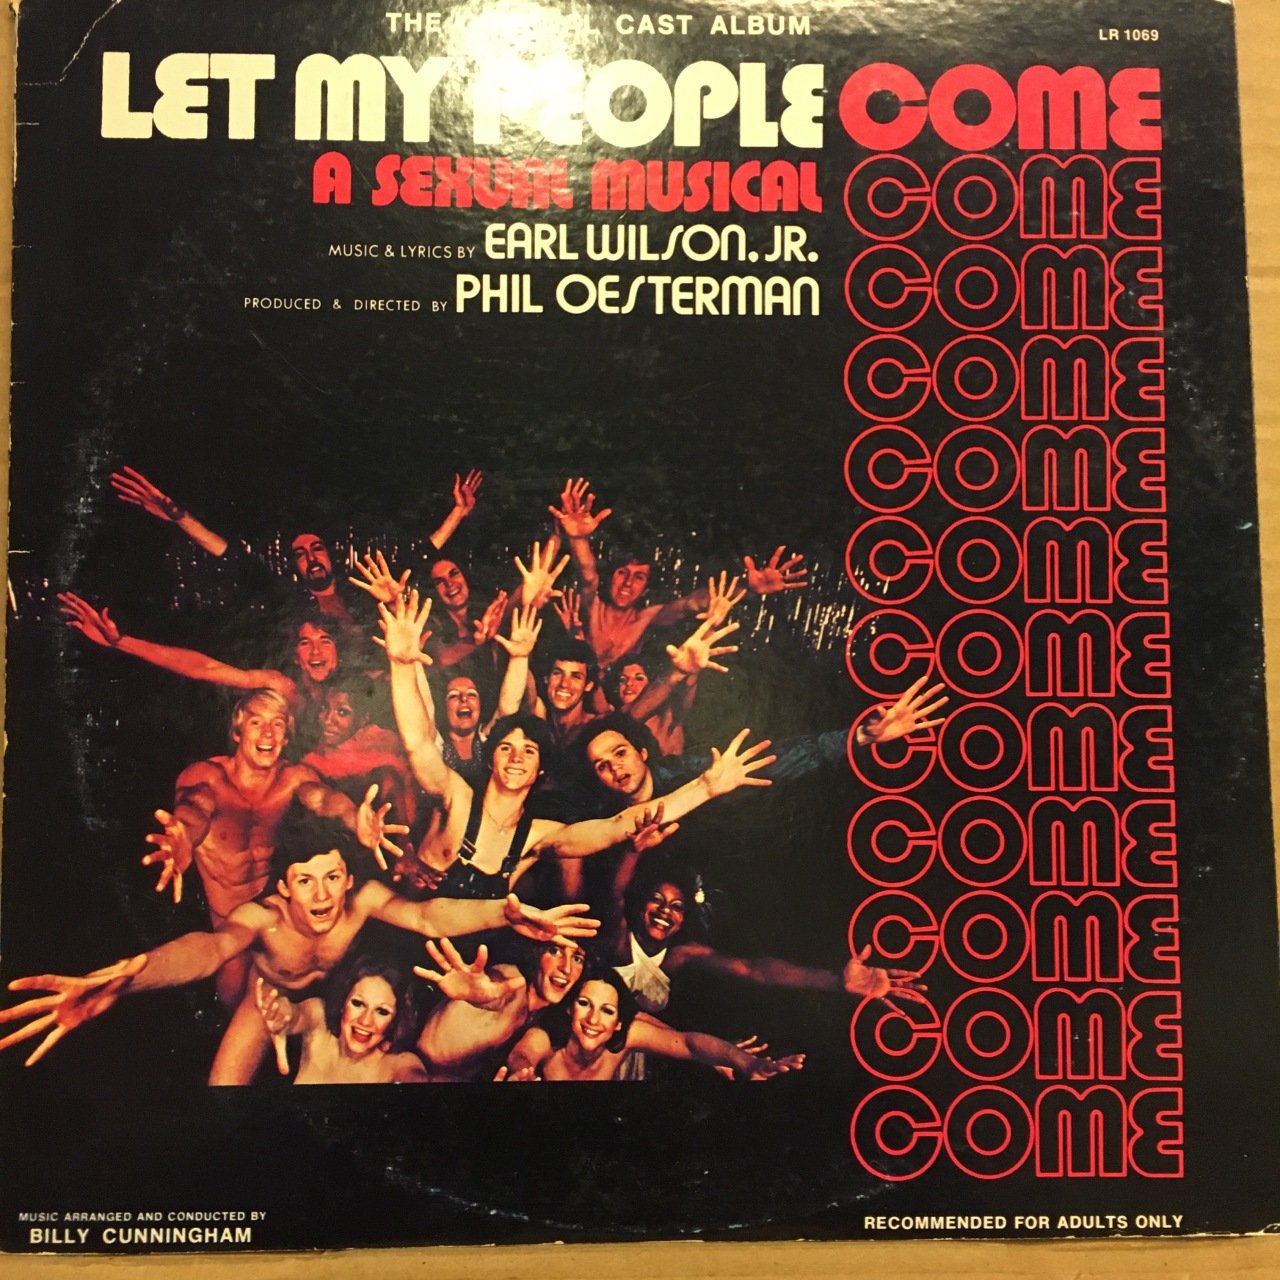 THE ORIGINAL CAST ALBUM
LR 1069
LET MY PEOPLE COME
A SEXUAL MUSICAL
MUSIC & LYRICS BY EARL WILSON, JR.
PRODUCED & DIRECTED BY PHIL OESTERMAN
COME
COME
COME
COME
COME
COME
COME
COME
COME
COME
COME
MUSIC ARRANGED AND CONDUCTED BY
BILLY CUNNINGHAM
RECOMMENDED FOR ADULTS ONLY